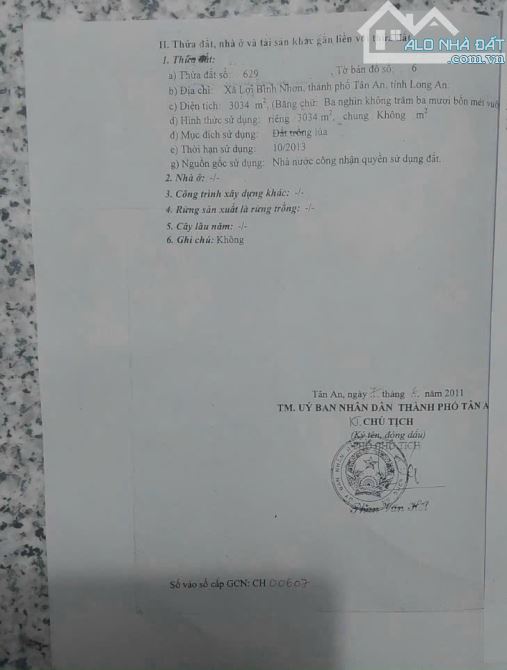 ALO NHÀ ĐẤT
.com.vn
II. Thửa đất, nhà ở và tài sản khác gắn liền với
1. Thửa đất:
a) Thửa đất số: 629 , Tờ bản đồ số: 6
b) Địa chỉ: Xã Lợi Bình Nhơn, thành phố Tân An, tỉnh Long An.
c) Diện tích: 3034 m², (Bằng chữ: Ba nghìn không trăm ba mươi bốn mét vuô
d) Hình thức sử dụng: riêng 3034 m², chung Không m²
đ) Mục đích sử dụng: Đất trồng lúa
e) Thời hạn sử dụng: 10/2013
g) Nguồn gốc sử dụng: Nhà nước công nhận quyền sử dụng đất.
2. Nhà ở: -/-
3. Công trình xây dựng khác: -/-
4. Rừng sản xuất là rừng trồng: -/-
5. Cây lâu năm: -/-
6. Ghi chú: Không
Tân An, ngày tháng năm 2011
TM. UỶ BAN NHÂN DÂN THÀNH PHỐ TÂN A
KT. CHỦ TỊCH
(Ký tên, đóng dấu)
PHÓ CHỦ TỊCH
Số vào sổ cấp GCN: CH 00607